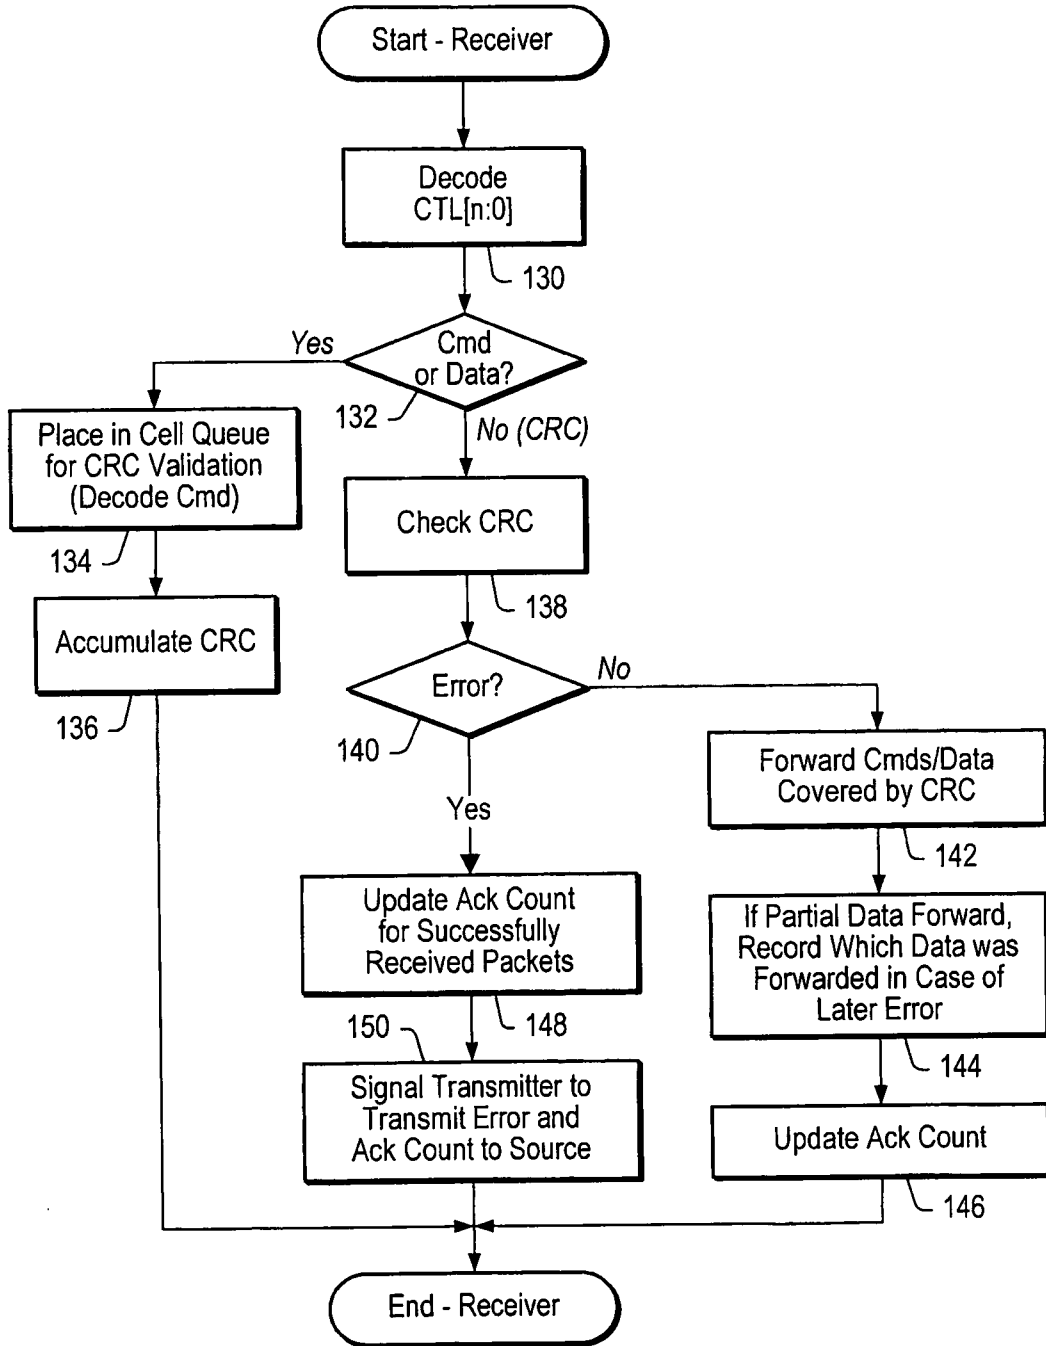 Start - Receiver
Decode
CTL[n:0]
130
Cmd
or Data?
132
Yes
No (CRC)
Place in Cell Queue
for CRC Validation
(Decode Cmd)
134
Accumulate CRC
136
Check CRC
138
Error?
140
No
Yes
Forward Cmds/Data
Covered by CRC
142
If Partial Data Forward,
Record Which Data was
Forwarded in Case of
Later Error
144
Update Ack Count
146
Update Ack Count
for Successfully
Received Packets
148
150
Signal Transmitter to
Transmit Error and
Ack Count to Source
End - Receiver